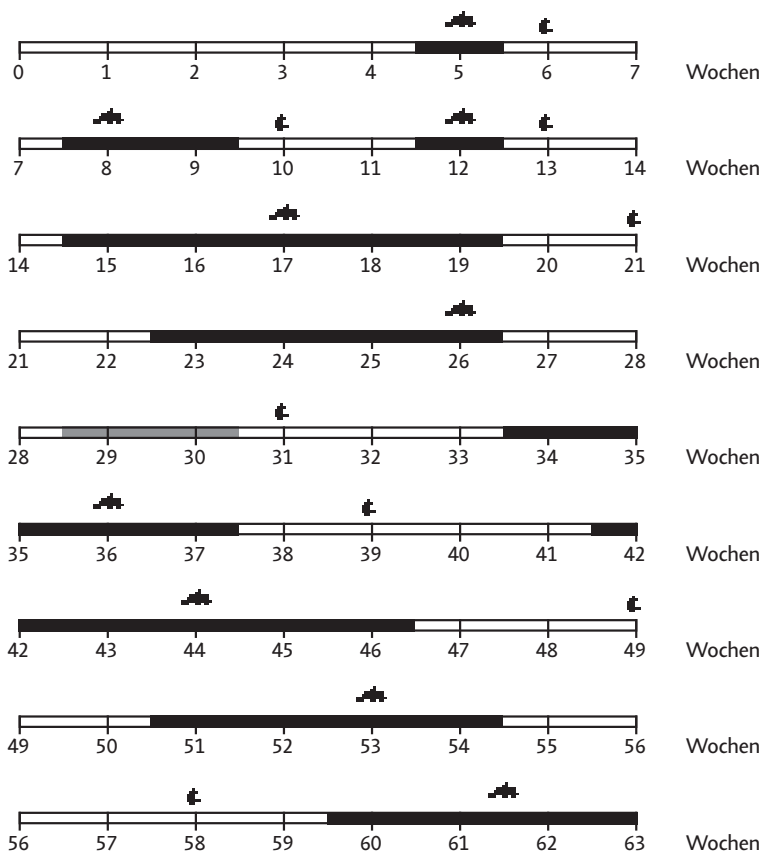 0 1 2 3 4 5 6 7 Wochen
7 8 9 10 11 12 13 14 Wochen
14 15 16 17 18 19 20 21 Wochen
21 22 23 24 25 26 27 28 Wochen
28 29 30 31 32 33 34 35 Wochen
35 36 37 38 39 40 41 42 Wochen
42 43 44 45 46 47 48 49 Wochen
49 50 51 52 53 54 55 56 Wochen
56 57 58 59 60 61 62 63 Wochen